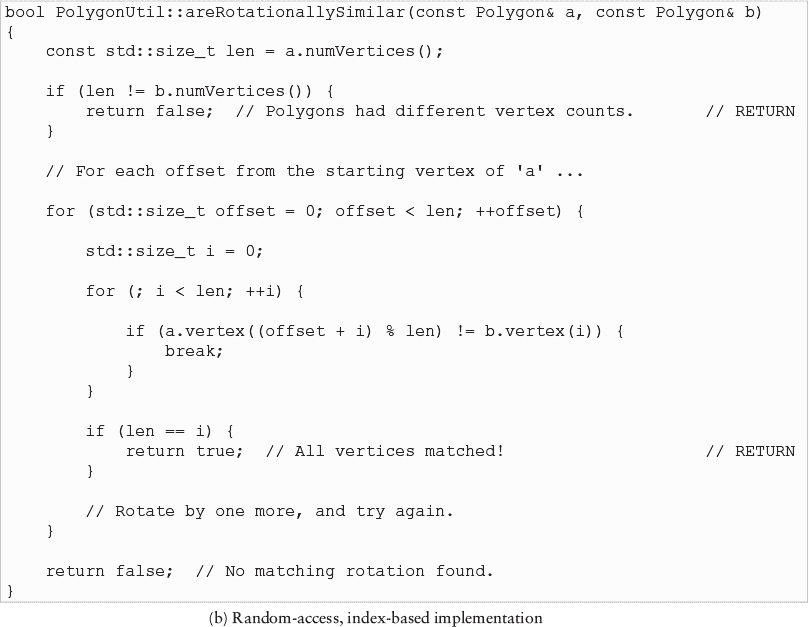 bool PolygonUtil::areRotationallySimilar(const Polygon& a, const Polygon& b)
{
    const std::size_t len = a.numVertices();

    if (len != b.numVertices()) {
        return false;  // Polygons had different vertex counts.       // RETURN
    }

    // For each offset from the starting vertex of 'a' ...

    for (std::size_t offset = 0; offset < len; ++offset) {

        std::size_t i = 0;

        for (; i < len; ++i) {

            if (a.vertex((offset + i) % len) != b.vertex(i)) {
                break;
            }
        }

        if (len == i) {
            return true;  // All vertices matched!                    // RETURN
        }

        // Rotate by one more, and try again.
    }

    return false;  // No matching rotation found.
}
(b) Random-access, index-based implementation